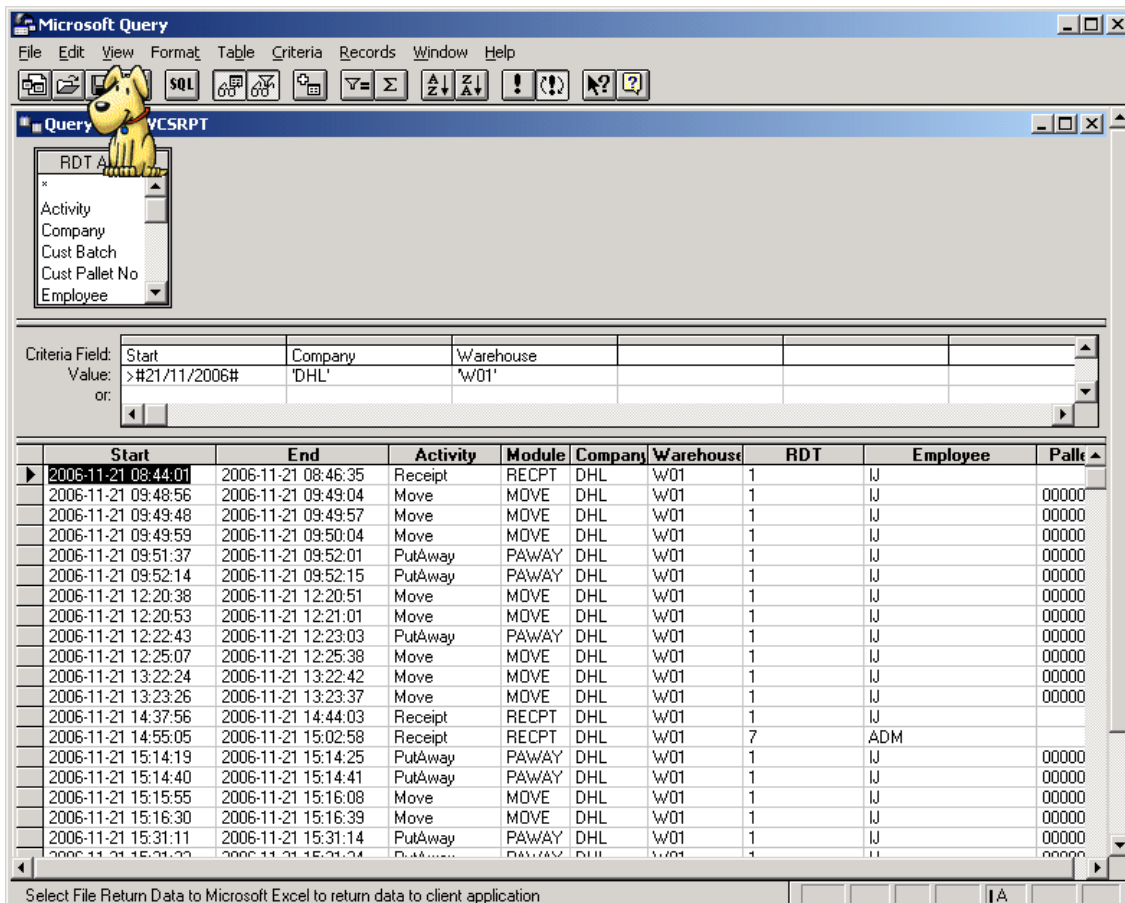 Microsoft Query
File Edit View Format Table Criteria Records Window Help
SQL
Query VCSRPT
RDT A
*
Activity
Company
Cust Batch
Cust Pallet No
Employee
Criteria Field: Start Company Warehouse
Value: >#21/11/2006# 'DHL' 'W01'
or:
Start End Activity Module Company Warehouse RDT Employee Palle
2006-11-21 08:44:01 2006-11-21 08:46:35 Receipt RECPT DHL W01 1 IJ
2006-11-21 09:48:56 2006-11-21 09:49:04 Move MOVE DHL W01 1 IJ 00000
2006-11-21 09:49:48 2006-11-21 09:49:57 Move MOVE DHL W01 1 IJ 00000
2006-11-21 09:49:59 2006-11-21 09:50:04 Move MOVE DHL W01 1 IJ 00000
2006-11-21 09:51:37 2006-11-21 09:52:01 PutAway PAWAY DHL W01 1 IJ 00000
2006-11-21 09:52:14 2006-11-21 09:52:15 PutAway PAWAY DHL W01 1 IJ 00000
2006-11-21 12:20:38 2006-11-21 12:20:51 Move MOVE DHL W01 1 IJ 00000
2006-11-21 12:20:53 2006-11-21 12:21:01 Move MOVE DHL W01 1 IJ 00000
2006-11-21 12:22:43 2006-11-21 12:23:03 PutAway PAWAY DHL W01 1 IJ 00000
2006-11-21 12:25:07 2006-11-21 12:25:38 Move MOVE DHL W01 1 IJ 00000
2006-11-21 13:22:24 2006-11-21 13:22:42 Move MOVE DHL W01 1 IJ 00000
2006-11-21 13:23:26 2006-11-21 13:23:37 Move MOVE DHL W01 1 IJ 00000
2006-11-21 14:37:56 2006-11-21 14:44:03 Receipt RECPT DHL W01 1 IJ
2006-11-21 14:55:05 2006-11-21 15:02:58 Receipt RECPT DHL W01 7 ADM
2006-11-21 15:14:19 2006-11-21 15:14:25 PutAway PAWAY DHL W01 1 IJ 00000
2006-11-21 15:14:40 2006-11-21 15:14:41 PutAway PAWAY DHL W01 1 IJ 00000
2006-11-21 15:15:55 2006-11-21 15:16:08 Move MOVE DHL W01 1 IJ 00000
2006-11-21 15:16:30 2006-11-21 15:16:39 Move MOVE DHL W01 1 IJ 00000
2006-11-21 15:31:11 2006-11-21 15:31:14 PutAway PAWAY DHL W01 1 IJ 00000
Select File Return Data to Microsoft Excel to return data to client application